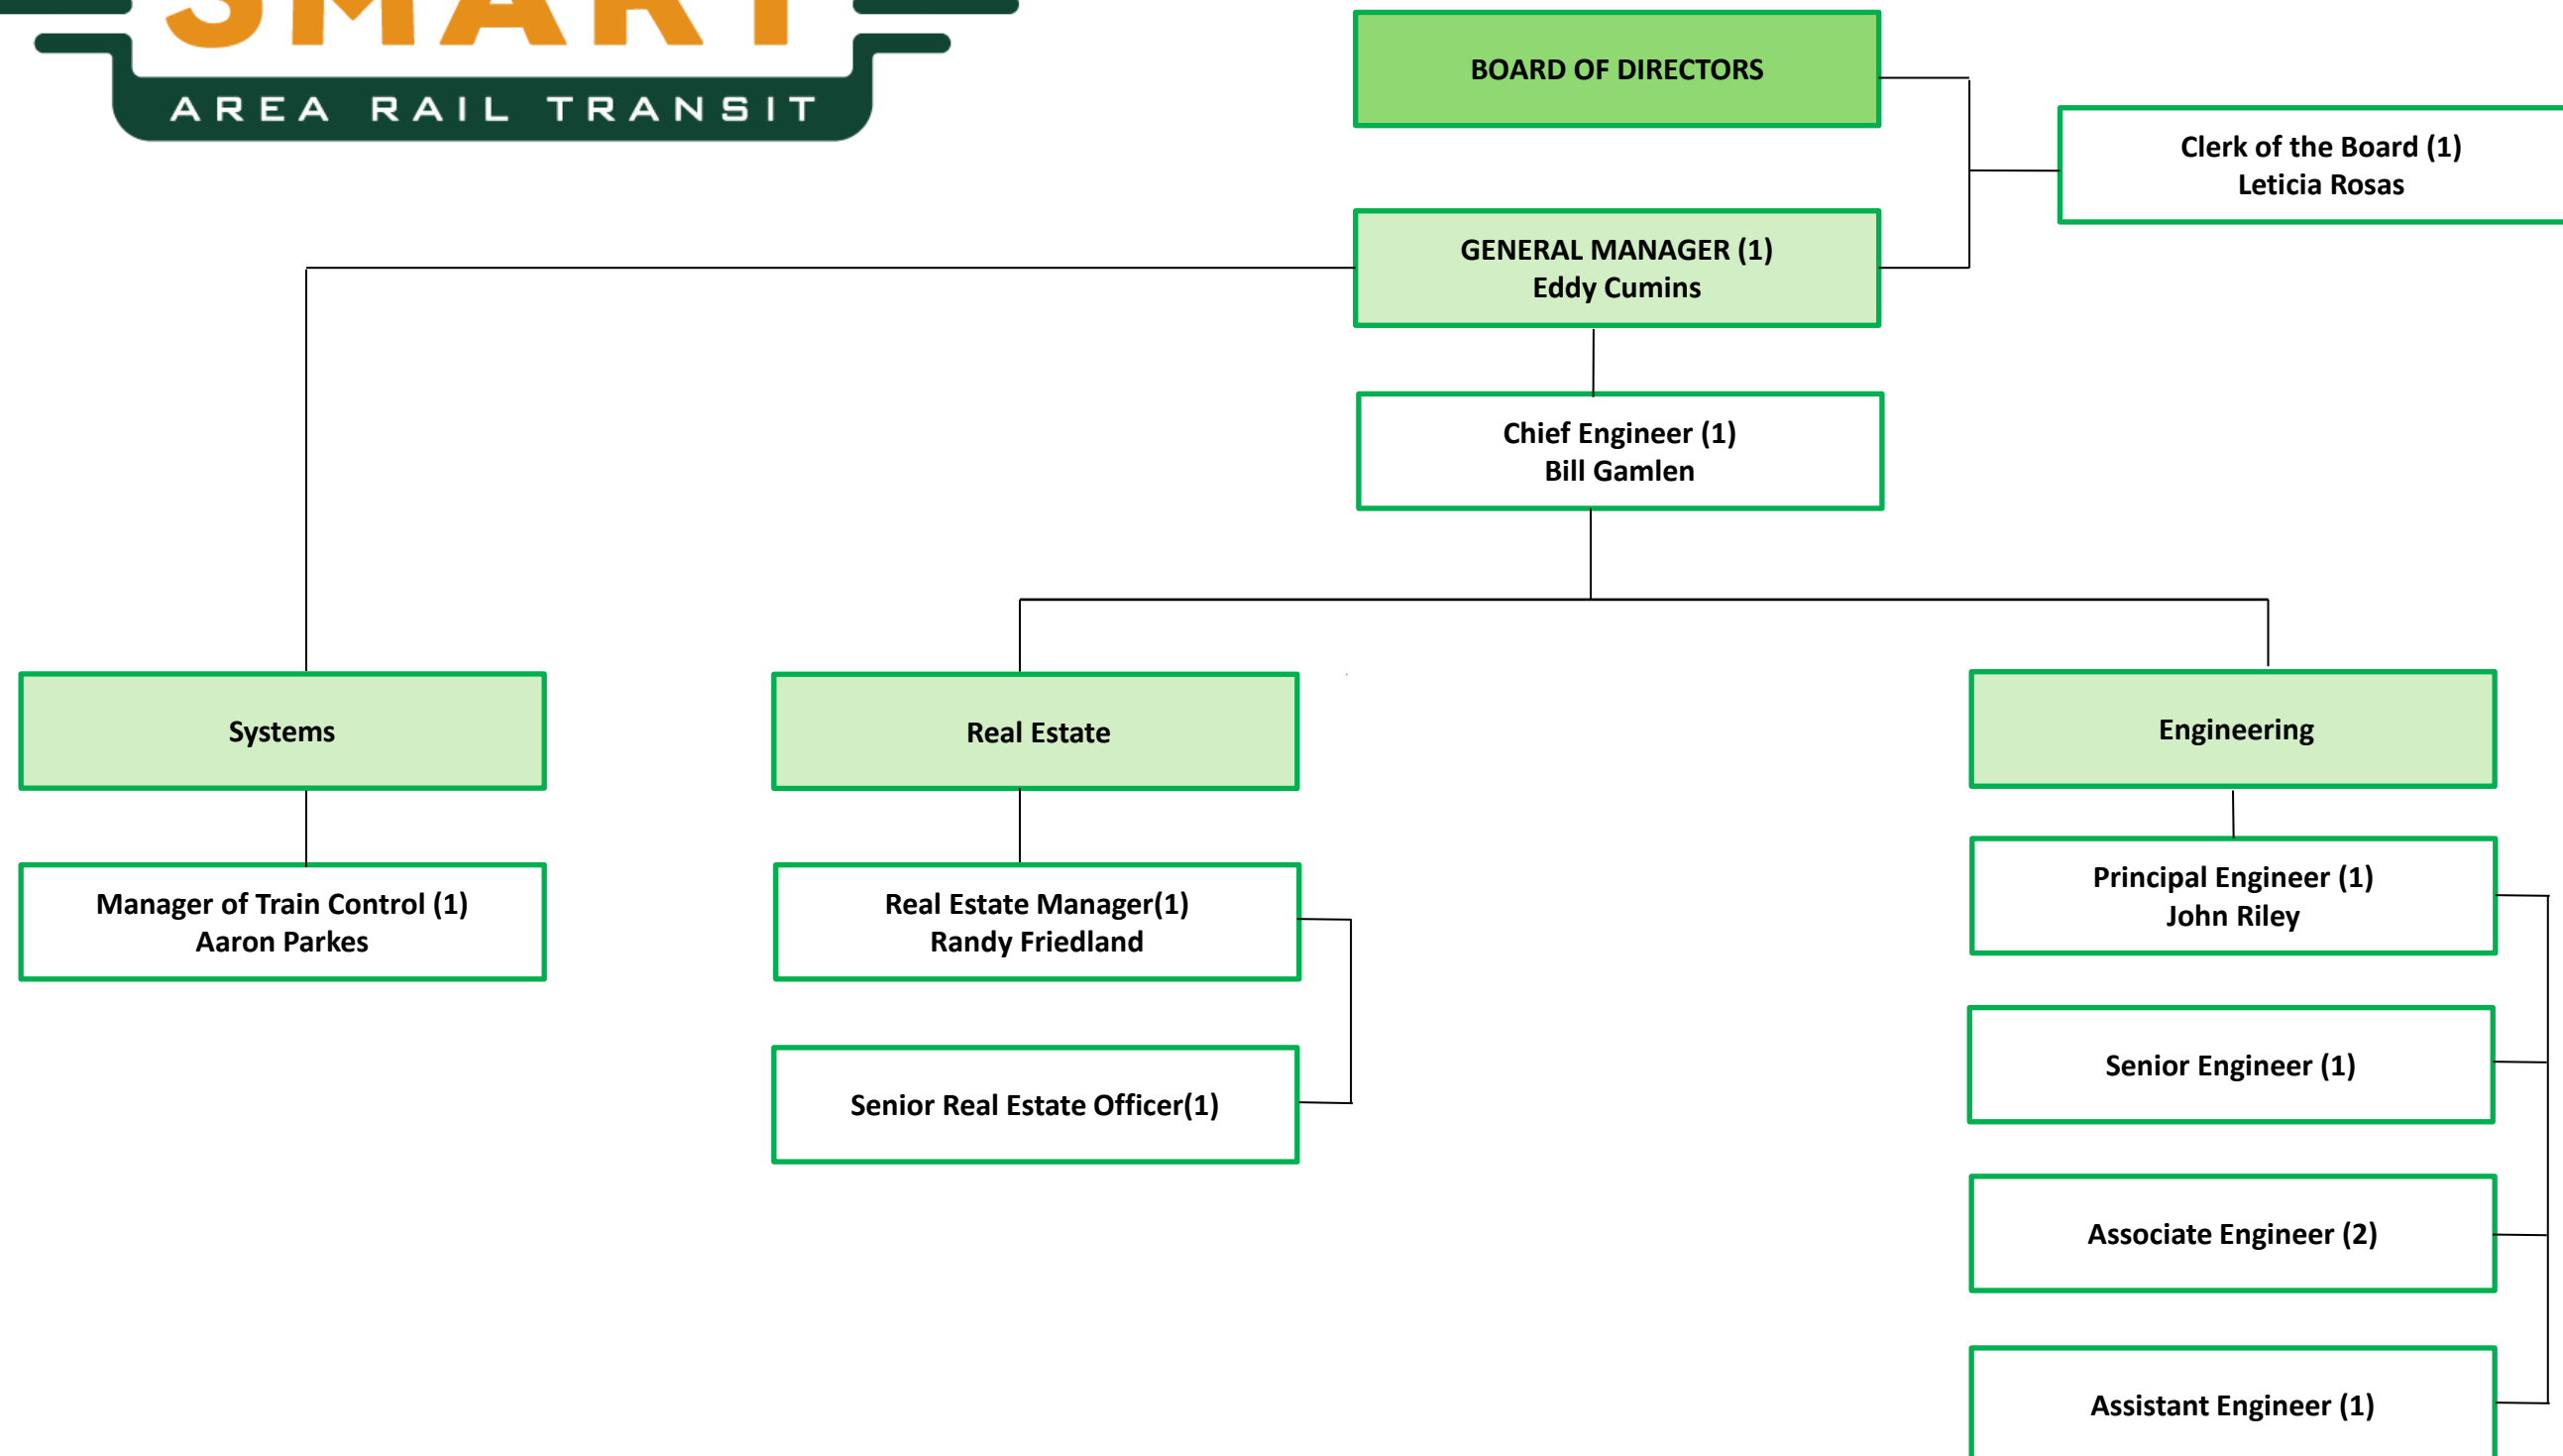 SMART
AREA RAIL TRANSIT
BOARD OF DIRECTORS
Clerk of the Board (1)
Leticia Rosas
GENERAL MANAGER (1)
Eddy Cumins
Chief Engineer (1)
Bill Gamlen
Systems
Real Estate
Engineering
Manager of Train Control (1)
Aaron Parkes
Real Estate Manager(1)
Randy Friedland
Principal Engineer (1)
John Riley
Senior Real Estate Officer(1)
Senior Engineer (1)
Associate Engineer (2)
Assistant Engineer (1)